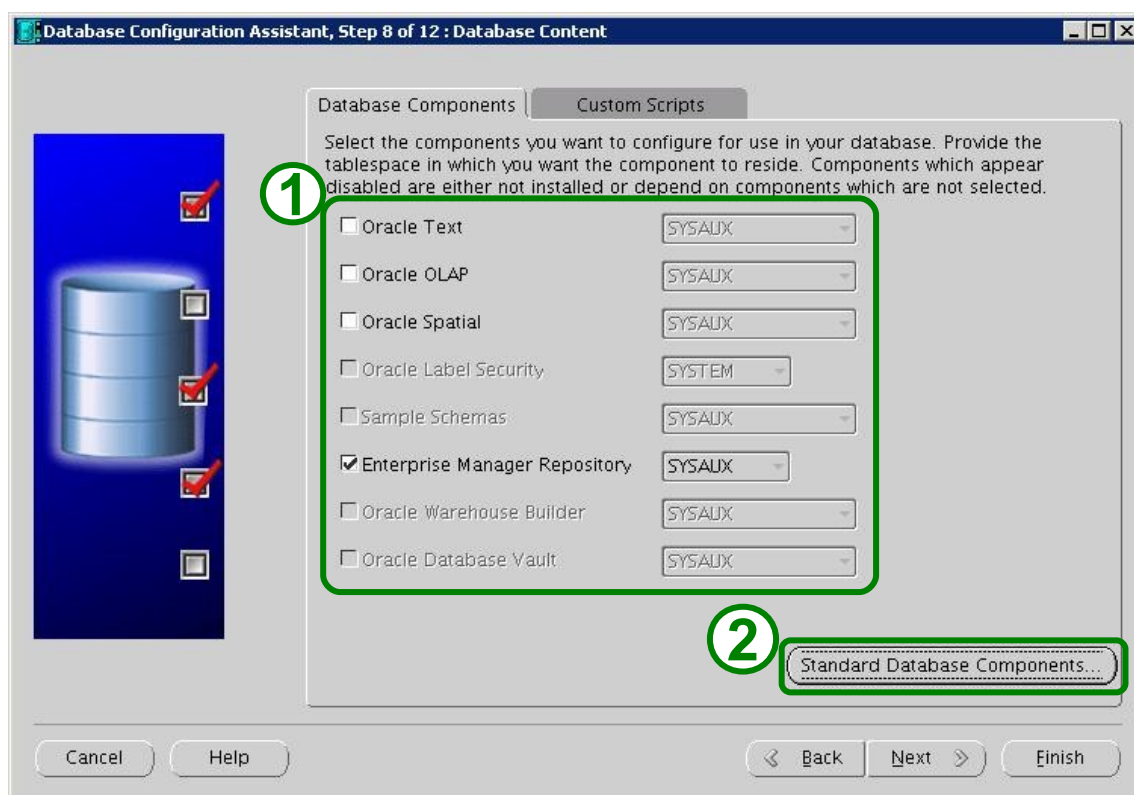 Database Configuration Assistant, Step 8 of 12 : Database Content
Database Components
Custom Scripts
Select the components you want to configure for use in your database. Provide the
tablespace in which you want the component to reside. Components which appear
disabled are either not installed or depend on components which are not selected.
1
Oracle Text SYSAUX
Oracle OLAP SYSAUX
Oracle Spatial SYSAUX
Oracle Label Security SYSTEM
Sample Schemas SYSAUX
Enterprise Manager Repository SYSAUX
Oracle Warehouse Builder SYSAUX
Oracle Database Vault SYSAUX
2
Standard Database Components...
Cancel Help Back Next Finish